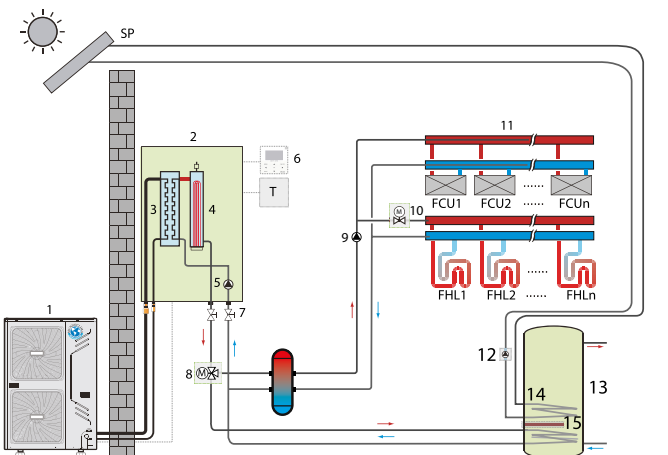 SP
2
11
6
T
3
4
FCU1 FCU2 ...... FCUn
M
10
9
5
7
FHL1 FHL2 ...... FHLn
1
12
8
M
13
14
15